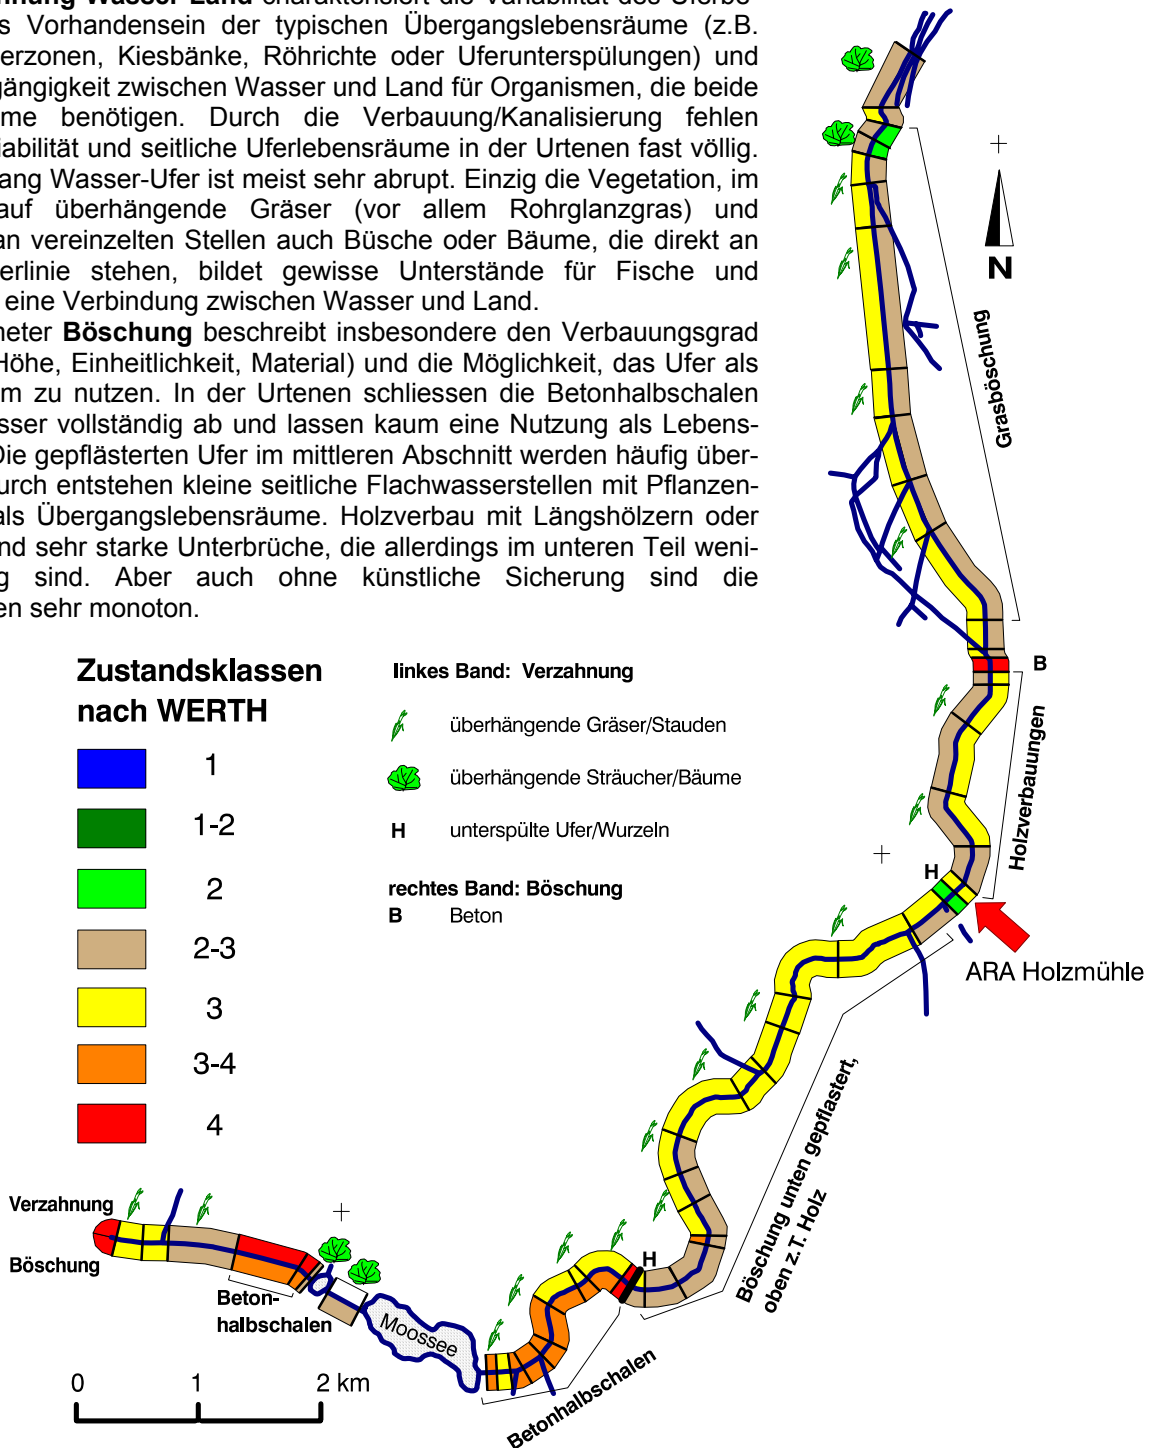 nnung Wasser-Land charakterisiert die Variabilität des Uferbe-
s Vorhandensein der typischen Übergangslebensräume (z.B.
erzonen, Kiesbänke, Röhrichte oder Uferunterspülungen) und
gängigkeit zwischen Wasser und Land für Organismen, die beide
me benötigen. Durch die Verbauung/Kanalisierung fehlen
iabilität und seitliche Uferlebensräume in der Urtenen fast völlig.
ang Wasser-Ufer ist meist sehr abrupt. Einzig die Vegetation, im
auf überhängende Gräser (vor allem Rohrglanzgras) und
an vereinzelten Stellen auch Büsche oder Bäume, die direkt an
erlinie stehen, bildet gewisse Unterstände für Fische und
eine Verbindung zwischen Wasser und Land.
neter Böschung beschreibt insbesondere den Verbauungsgrad
Höhe, Einheitlichkeit, Material) und die Möglichkeit, das Ufer als
m zu nutzen. In der Urtenen schliessen die Betonhalbschalen
sser vollständig ab und lassen kaum eine Nutzung als Lebens-
Die gepflästerten Ufer im mittleren Abschnitt werden häufig über-
urch entstehen kleine seitliche Flachwasserstellen mit Pflanzen-
als Übergangslebensräume. Holzverbau mit Längshölzern oder
nd sehr starke Unterbrüche, die allerdings im unteren Teil weni-
g sind. Aber auch ohne künstliche Sicherung sind die
en sehr monoton.
N
Grasböschung
B
Holzverbauungen
H
ARA Holzmühle
Böschung unten gepflastert,
oben z.T. Holz
H
Betonhalbschalen
Zustandsklassen
nach WERTH
1
1-2
2
2-3
3
3-4
4
linkes Band: Verzahnung
überhängende Gräser/Stauden
überhängende Sträucher/Bäume
H unterspülte Ufer/Wurzeln
rechtes Band: Böschung
B Beton
Verzahnung
Böschung
Beton-
halbschalen
Moossee
0 1 2 km